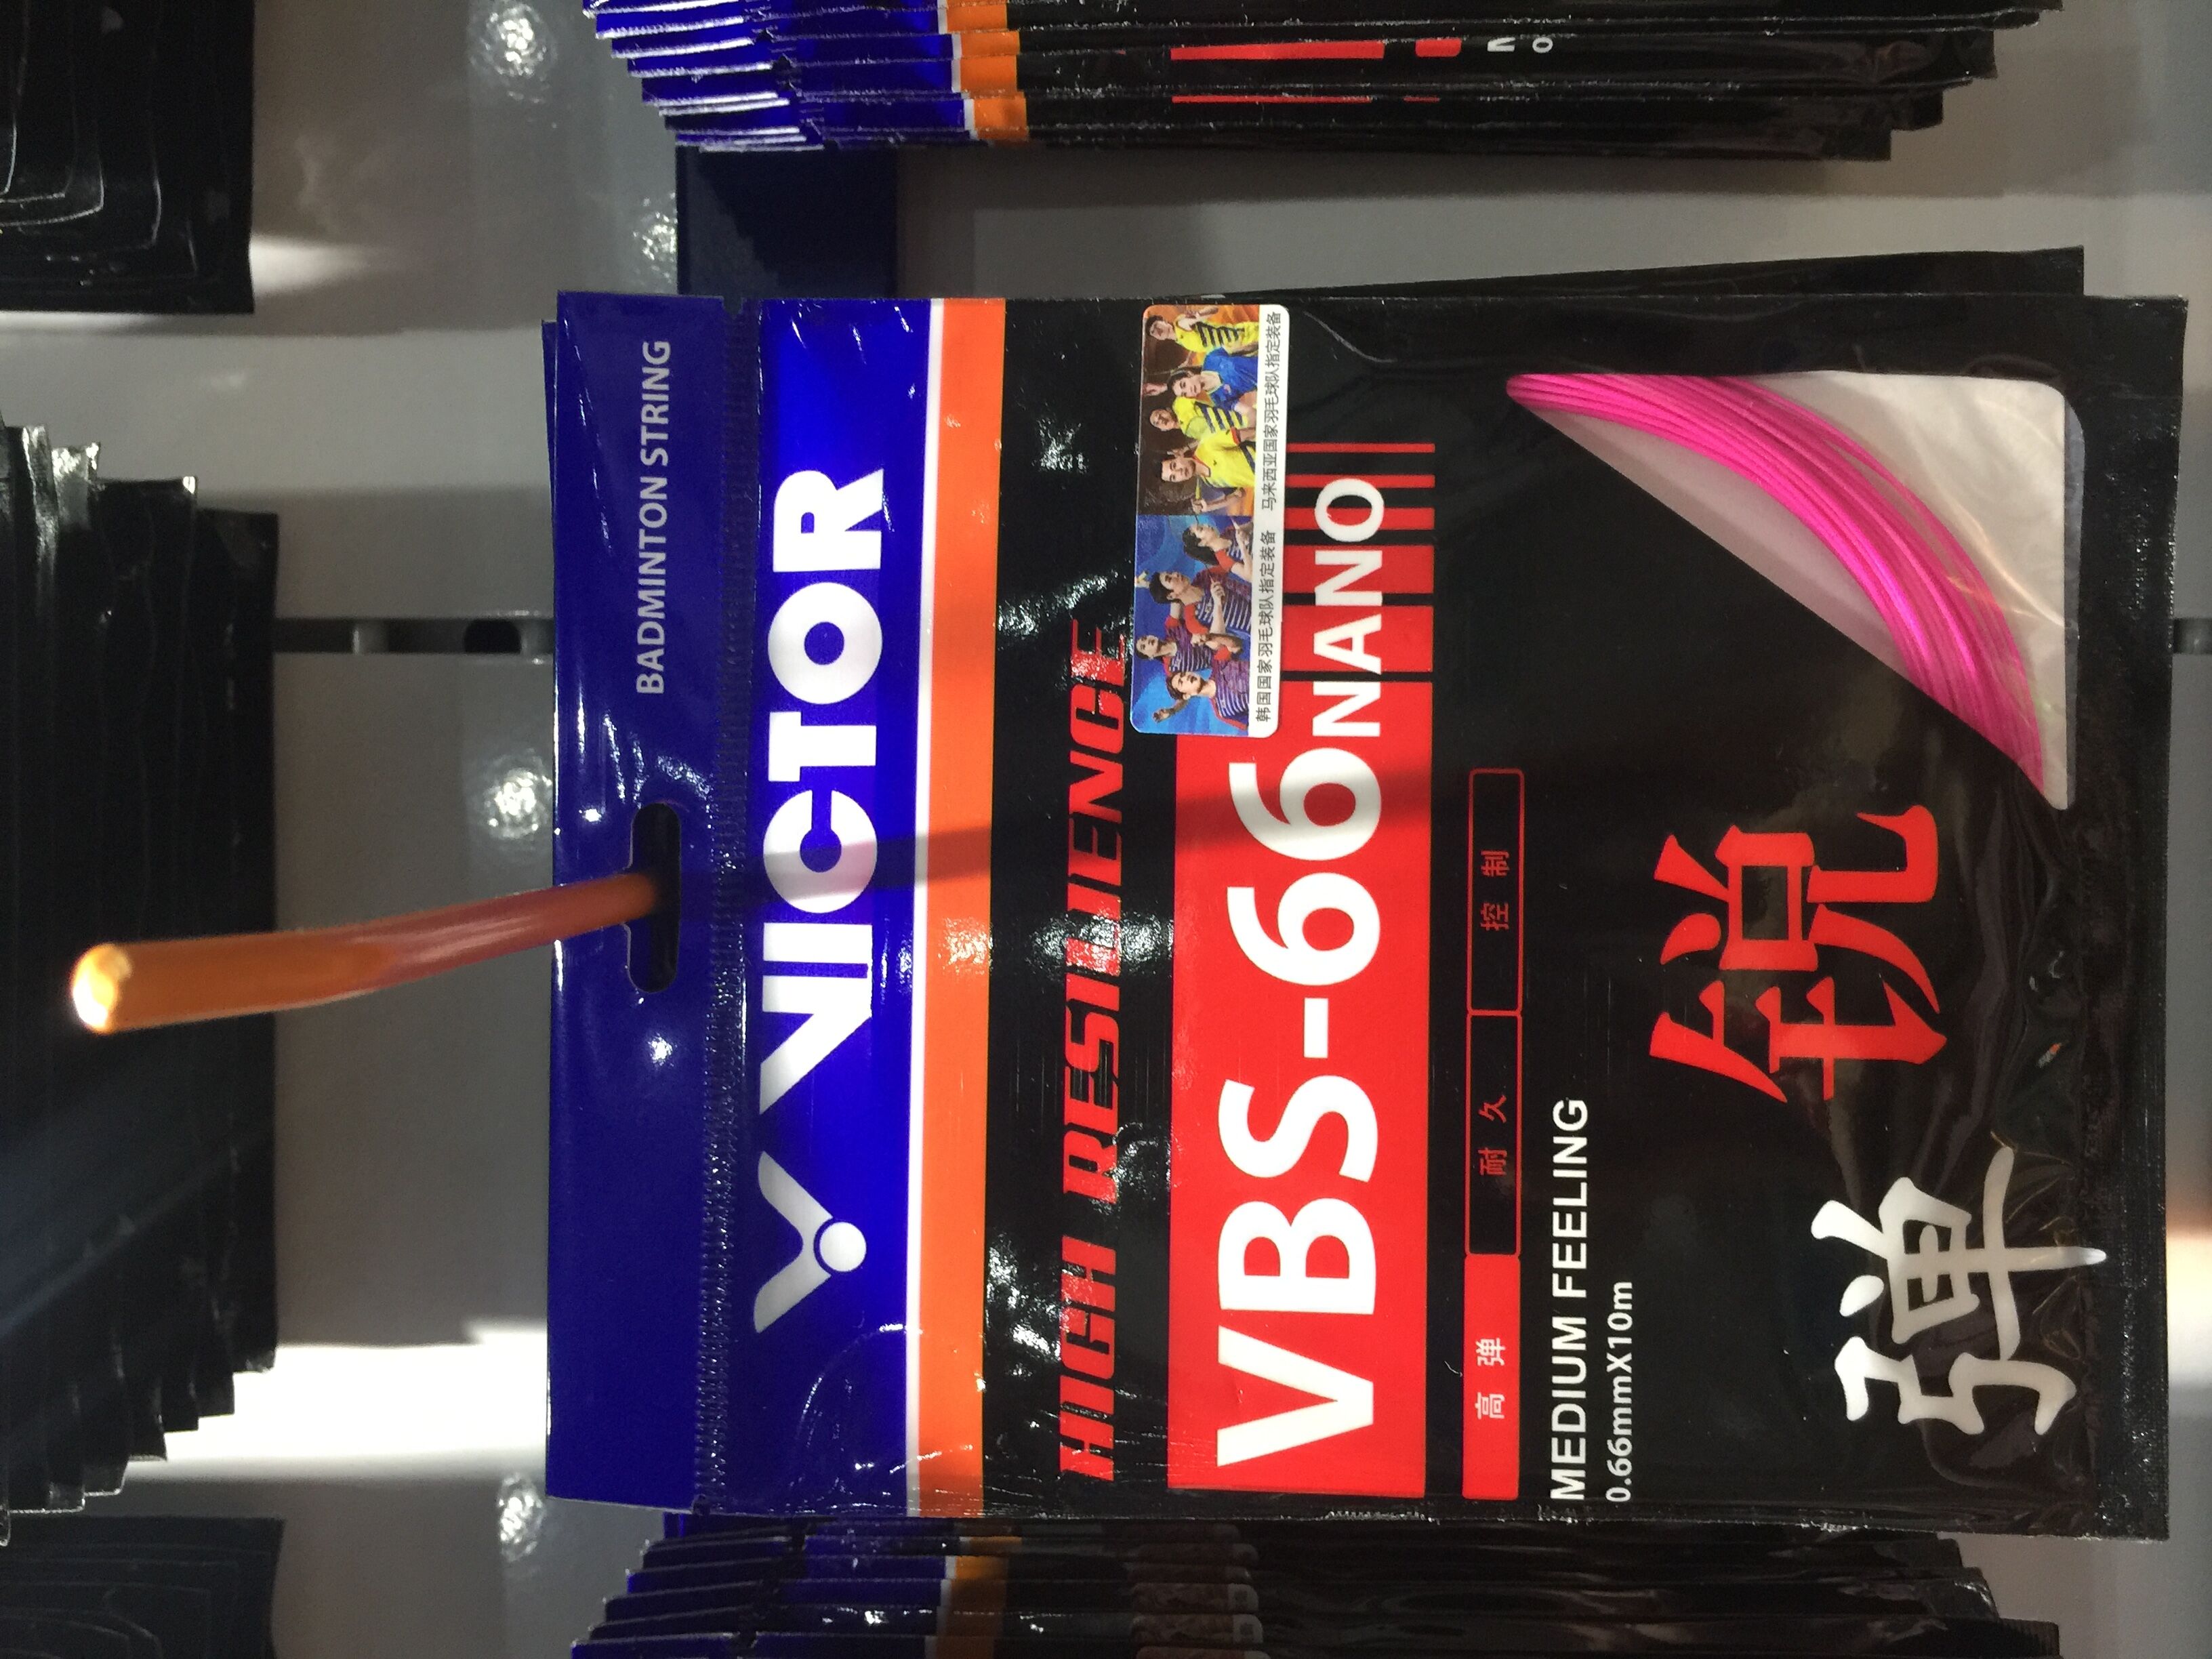 BADMINTON STRING
VICTOR
HIGH RESILIENCE
韩国国家羽毛球队指定装备 马来西亚国家羽毛球队指定装备
VBS-66NANO
高弹 耐久 控制
MEDIUM FEELING
0.66mmX10m
弹锐